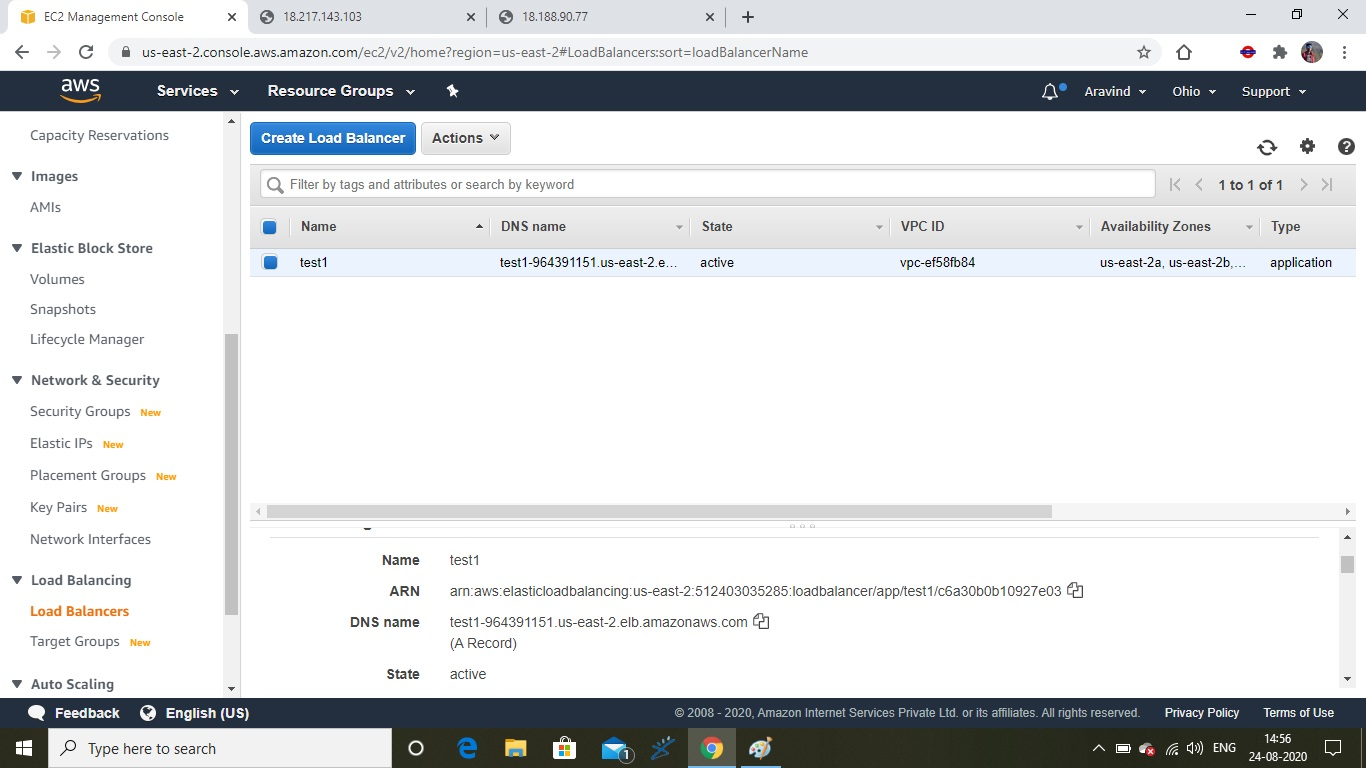 EC2 Management Console
18.217.143.103
18.188.90.77
us-east-2.console.aws.amazon.com/ec2/v2/home?region=us-east-2#LoadBalancers:sort=loadBalancerName
aws
Services
Resource Groups
Aravind
Ohio
Support
Capacity Reservations
Images
AMIs
Elastic Block Store
Volumes
Snapshots
Lifecycle Manager
Network & Security
Security Groups New
Elastic IPs New
Placement Groups New
Key Pairs New
Network Interfaces
Load Balancing
Load Balancers
Target Groups New
Auto Scaling
Create Load Balancer
Actions
Filter by tags and attributes or search by keyword
1 to 1 of 1
Name DNS name State VPC ID Availability Zones Type
test1 test1-964391151.us-east-2.e... active vpc-ef58fb84 us-east-2a, us-east-2b,... application
Name test1
ARN arn:aws:elasticloadbalancing:us-east-2:512403035285:loadbalancer/app/test1/c6a30b0b10927e03
DNS name test1-964391151.us-east-2.elb.amazonaws.com
(A Record)
State active
Feedback
English (US)
© 2008 - 2020, Amazon Internet Services Private Ltd. or its affiliates. All rights reserved.
Privacy Policy
Terms of Use
Type here to search
1
ENG
14:56
24-08-2020